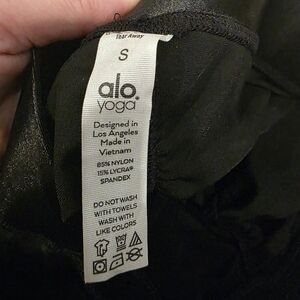 Tear Away
S
alo
yoga
Designed in
Los Angeles
Made in
Vietnam
85% NYLON
15% LYCRA®
SPANDEX
DO NOT WASH
WITH TOWELS
WASH WITH
LIKE COLORS